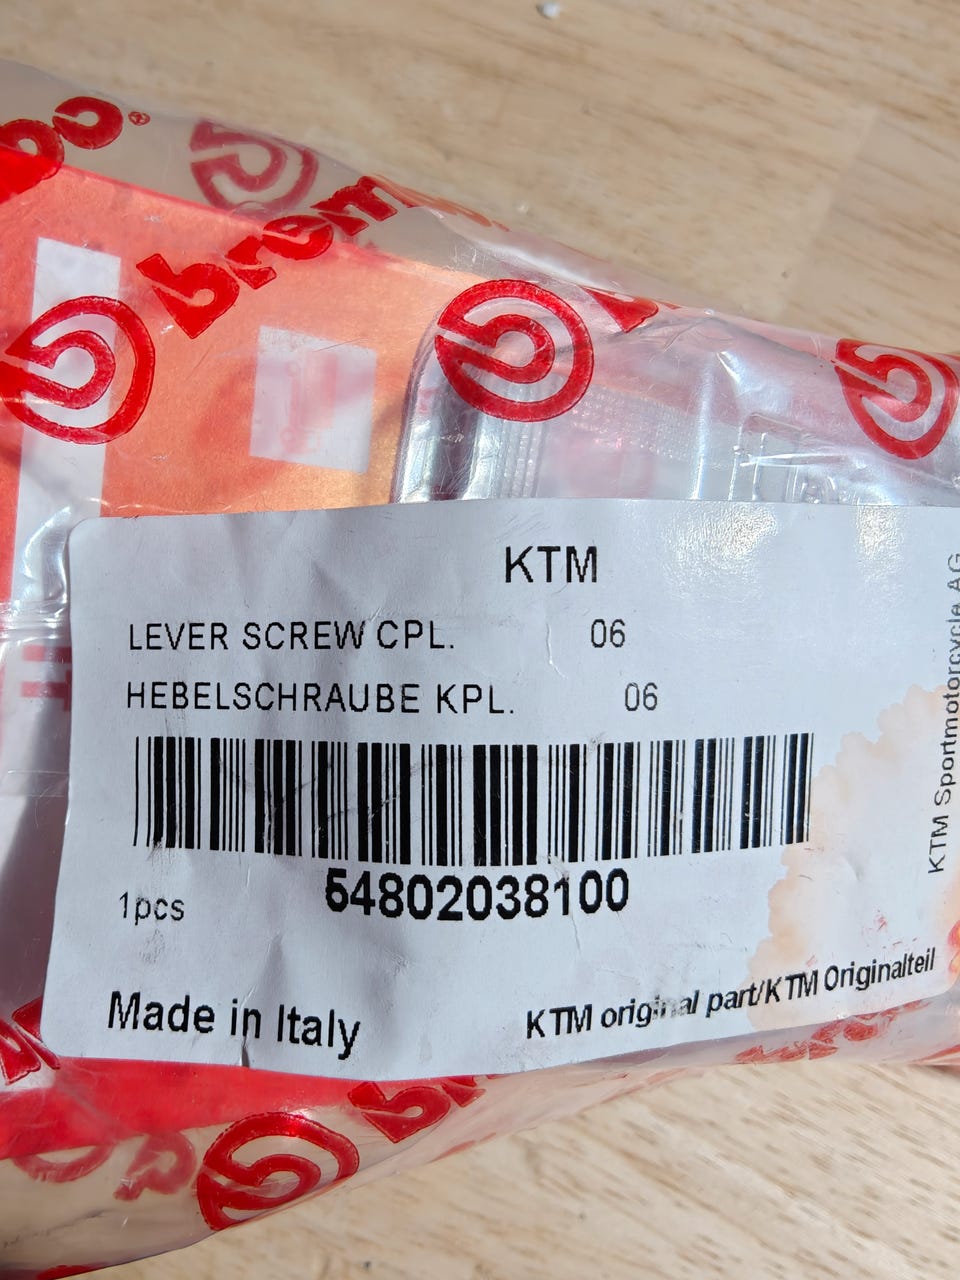 brembo
KTM
LEVER SCREW CPL. 06
HEBELSCHRAUBE KPL. 06
54802038100
1pcs
Made in Italy
KTM original part/KTM Originalteil
KTM Sportmotorcycle AG